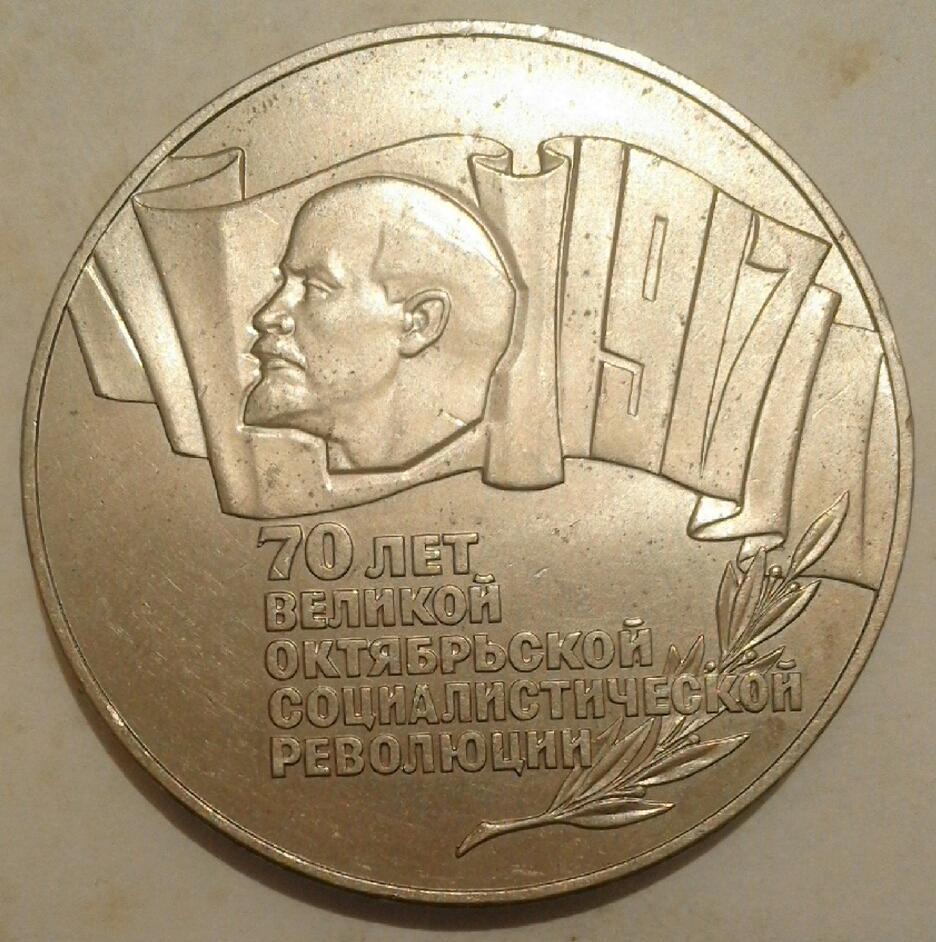 1917
70 ЛЕТ
ВЕЛИКОЙ
ОКТЯБРЬСКОЙ
СОЦИАЛИСТИЧЕСКОЙ
РЕВОЛЮЦИИ